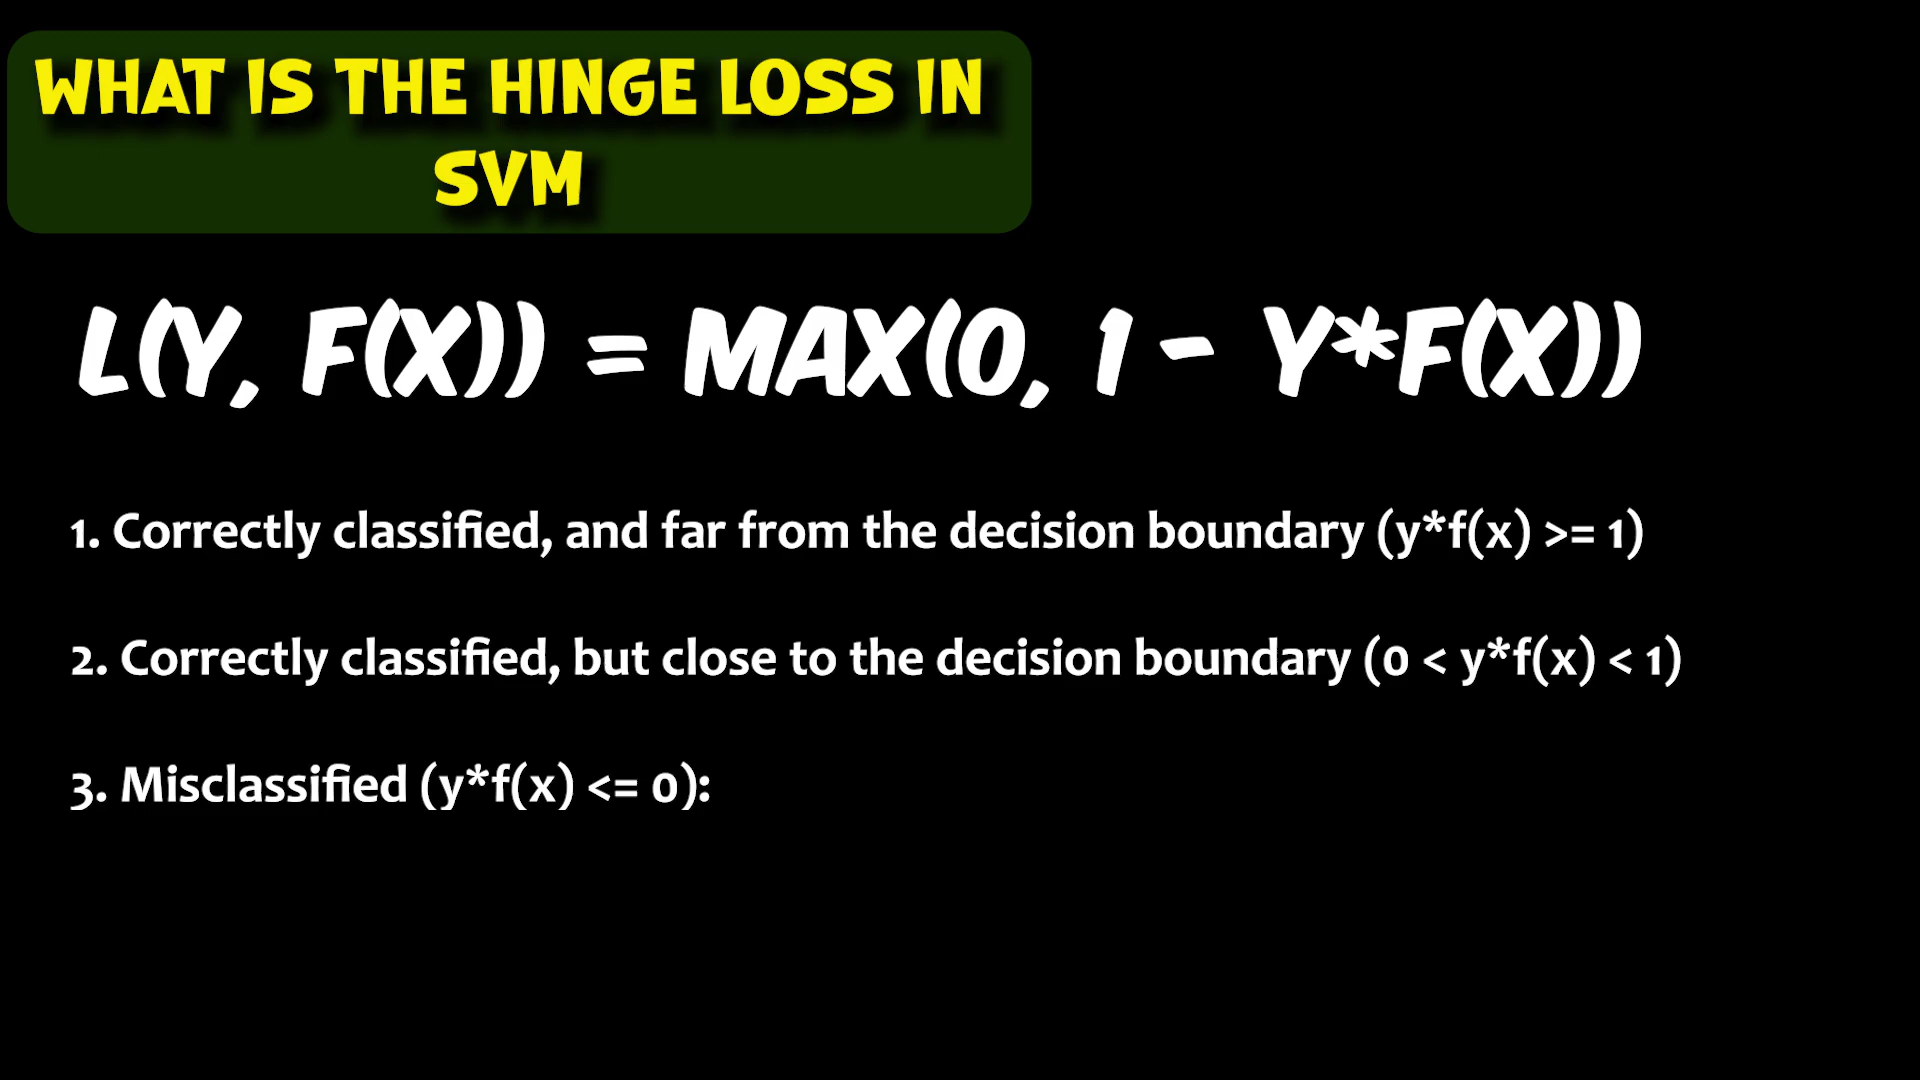 WHAT IS THE HINGE LOSS IN
SVM
L(Y, F(X)) = MAX(0, 1 - Y*F(X))
1. Correctly classified, and far from the decision boundary (y*f(x) >= 1)
2. Correctly classified, but close to the decision boundary (0 < y*f(x) < 1)
3. Misclassified (y*f(x) <= 0):